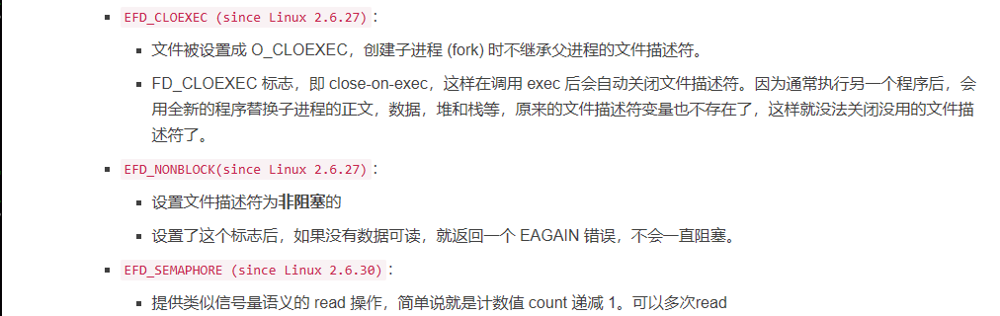 EFD_CLOEXEC (since Linux 2.6.27)：
文件被设置成 O_CLOEXEC，创建子进程 (fork) 时不继承父进程的文件描述符。
FD_CLOEXEC 标志，即 close-on-exec，这样在调用 exec 后会自动关闭文件描述符。因为通常执行另一个程序后，会
用全新的程序替换子进程的正文，数据，堆和栈等，原来的文件描述符变量也不存在了，这样就没法关闭没用的文件描
述符了。
EFD_NONBLOCK(since Linux 2.6.27)：
设置文件描述符为非阻塞的
设置了这个标志后，如果没有数据可读，就返回一个 EAGAIN 错误，不会一直阻塞。
EFD_SEMAPHORE (since Linux 2.6.30)：
提供类似信号量语义的 read 操作，简单说就是计数值 count 递减 1。可以多次read